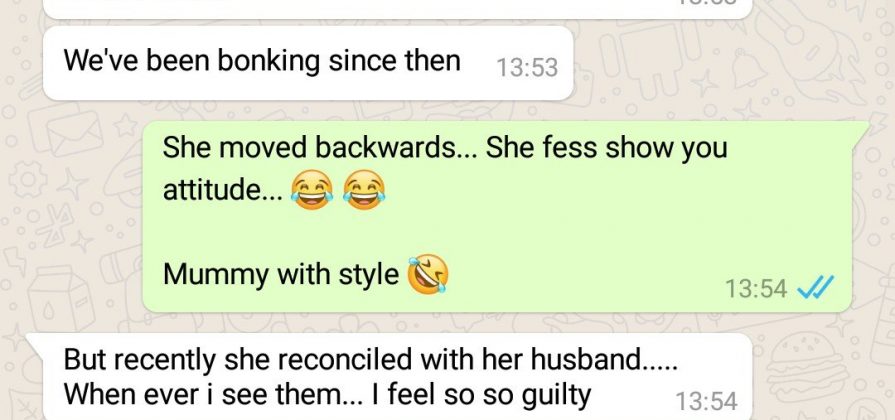 We've been bonking since then 13:53
She moved backwards... She fess show you
attitude... 😂 😂
Mummy with style 🤣
13:54
But recently she reconciled with her husband.....
When ever i see them... I feel so so guilty 13:54